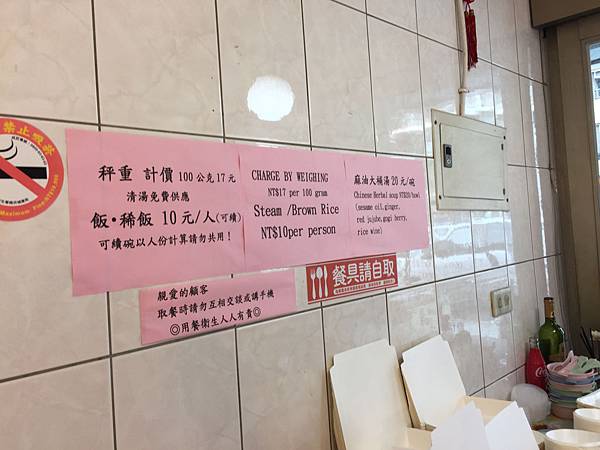 禁止吸菸
秤重 計價 100 公克 17 元
清湯免費供應
飯·稀飯 10 元/人(可續)
可續碗以人份計算請勿共用！
CHARGE BY WEIGHING
NT$17 per 100 gram
Steam /Brown Rice
NT$10per person
麻油大補湯 20 元/碗
Chinese Herbal soup NT$20/bowl
(sesame oil,ginger,
red jujube,gogi berry,
rice wine)
親愛的顧客
取餐時請勿互相交談或講手機
◎用餐衛生人人有責◎
餐具請自取